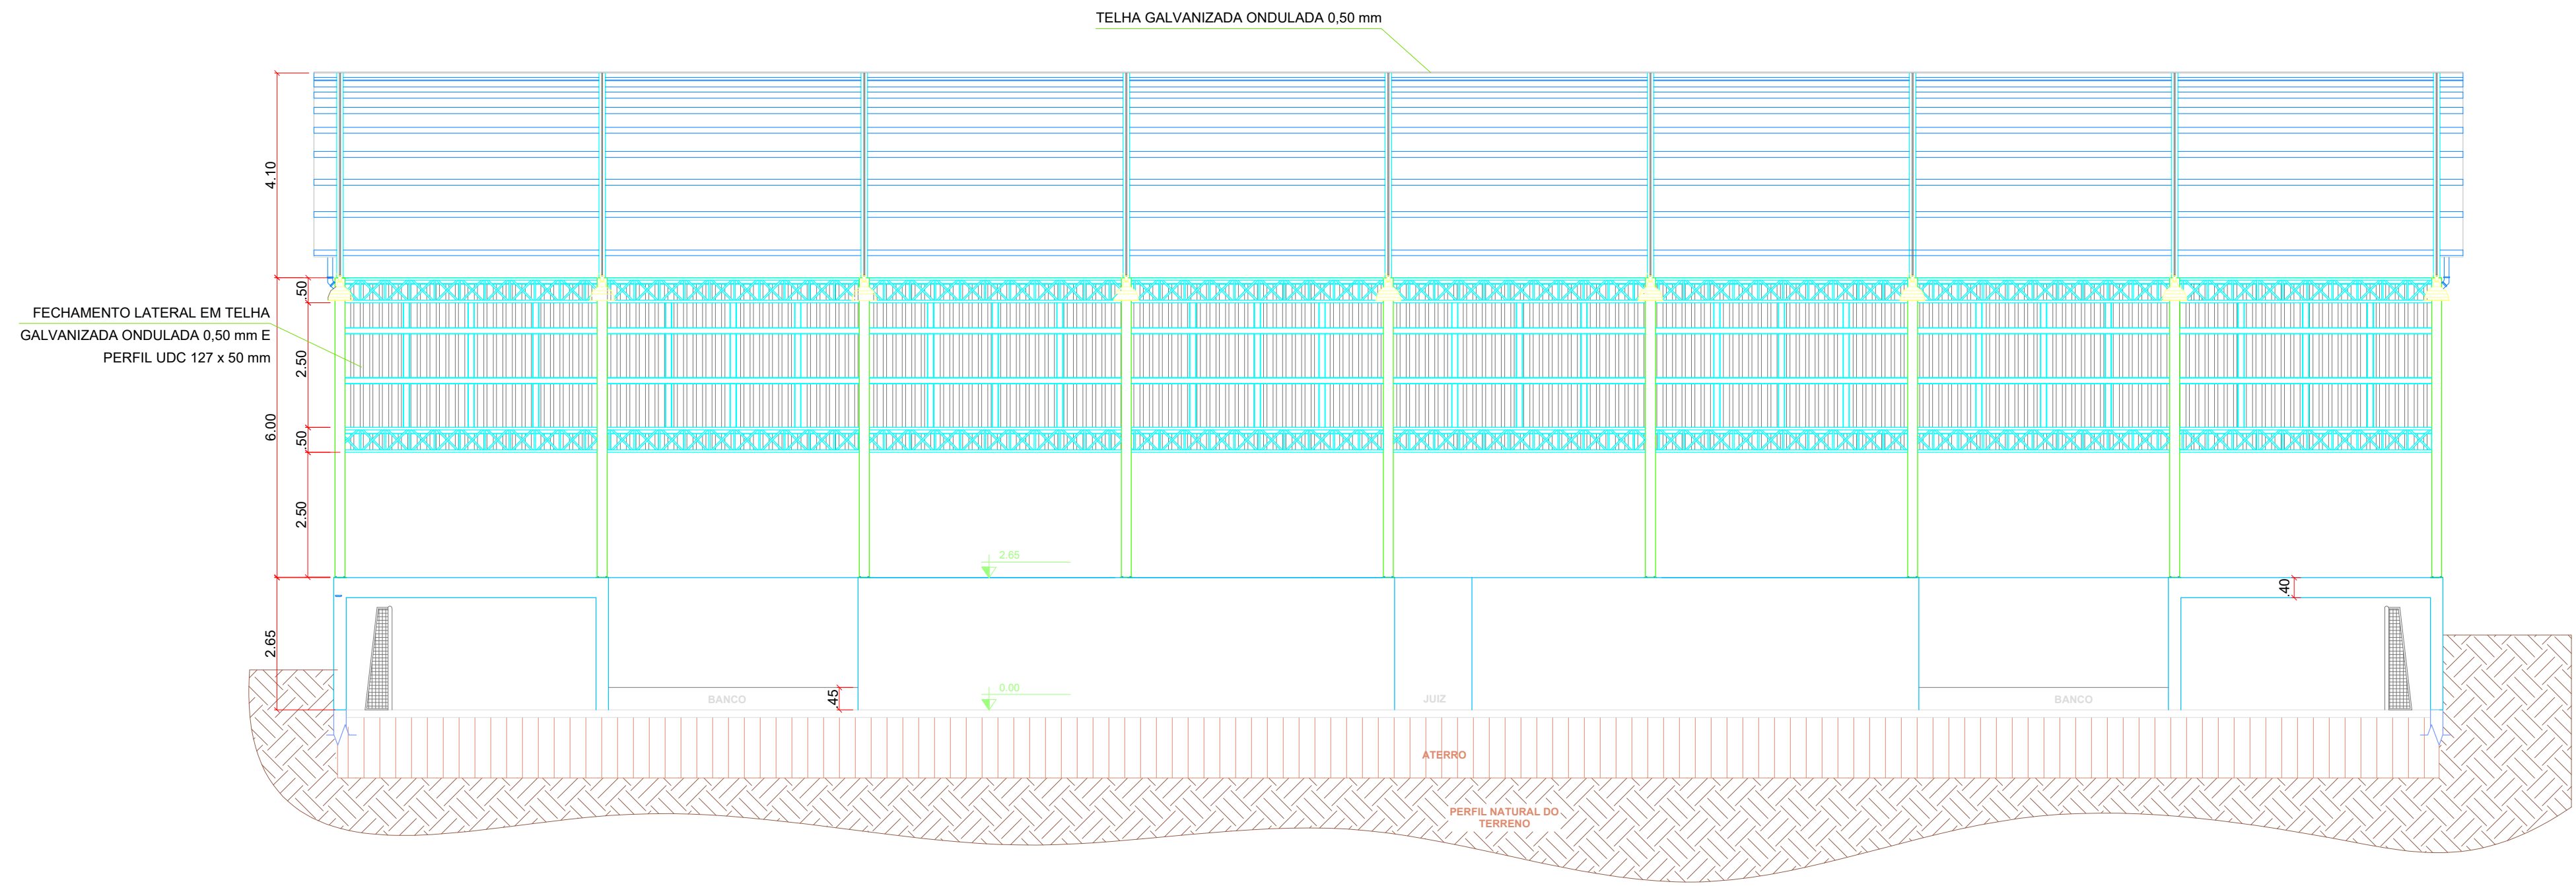 TELHA GALVANIZADA ONDULADA 0,50 mm
4.10
.50
FECHAMENTO LATERAL EM TELHA
GALVANIZADA ONDULADA 0,50 mm E
PERFIL UDC 127 x 50 mm
2.50
6.00
.50
2.50
2.65
.40
2.65
0.00
BANCO
.45
JUIZ
BANCO
ATERRO
PERFIL NATURAL DO
TERRENO